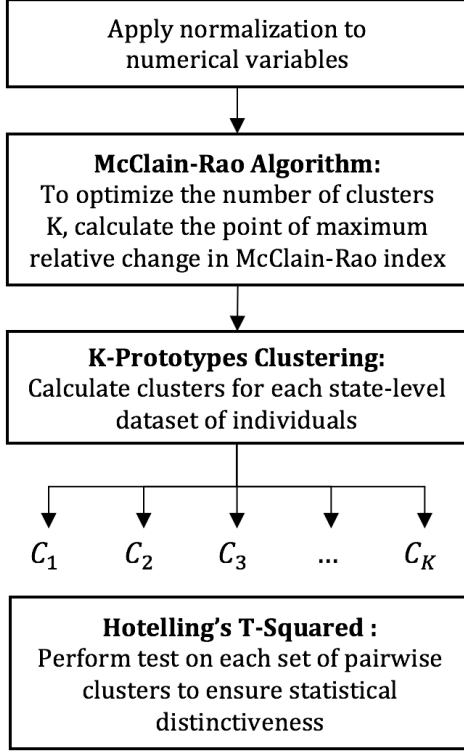 Apply normalization to
numerical variables
McClain-Rao Algorithm:
To optimize the number of clusters
K, calculate the point of maximum
relative change in McClain-Rao index
K-Prototypes Clustering:
Calculate clusters for each state-level
dataset of individuals
C₁ C₂ C₃ ... C_K
Hotelling's T-Squared :
Perform test on each set of pairwise
clusters to ensure statistical
distinctiveness